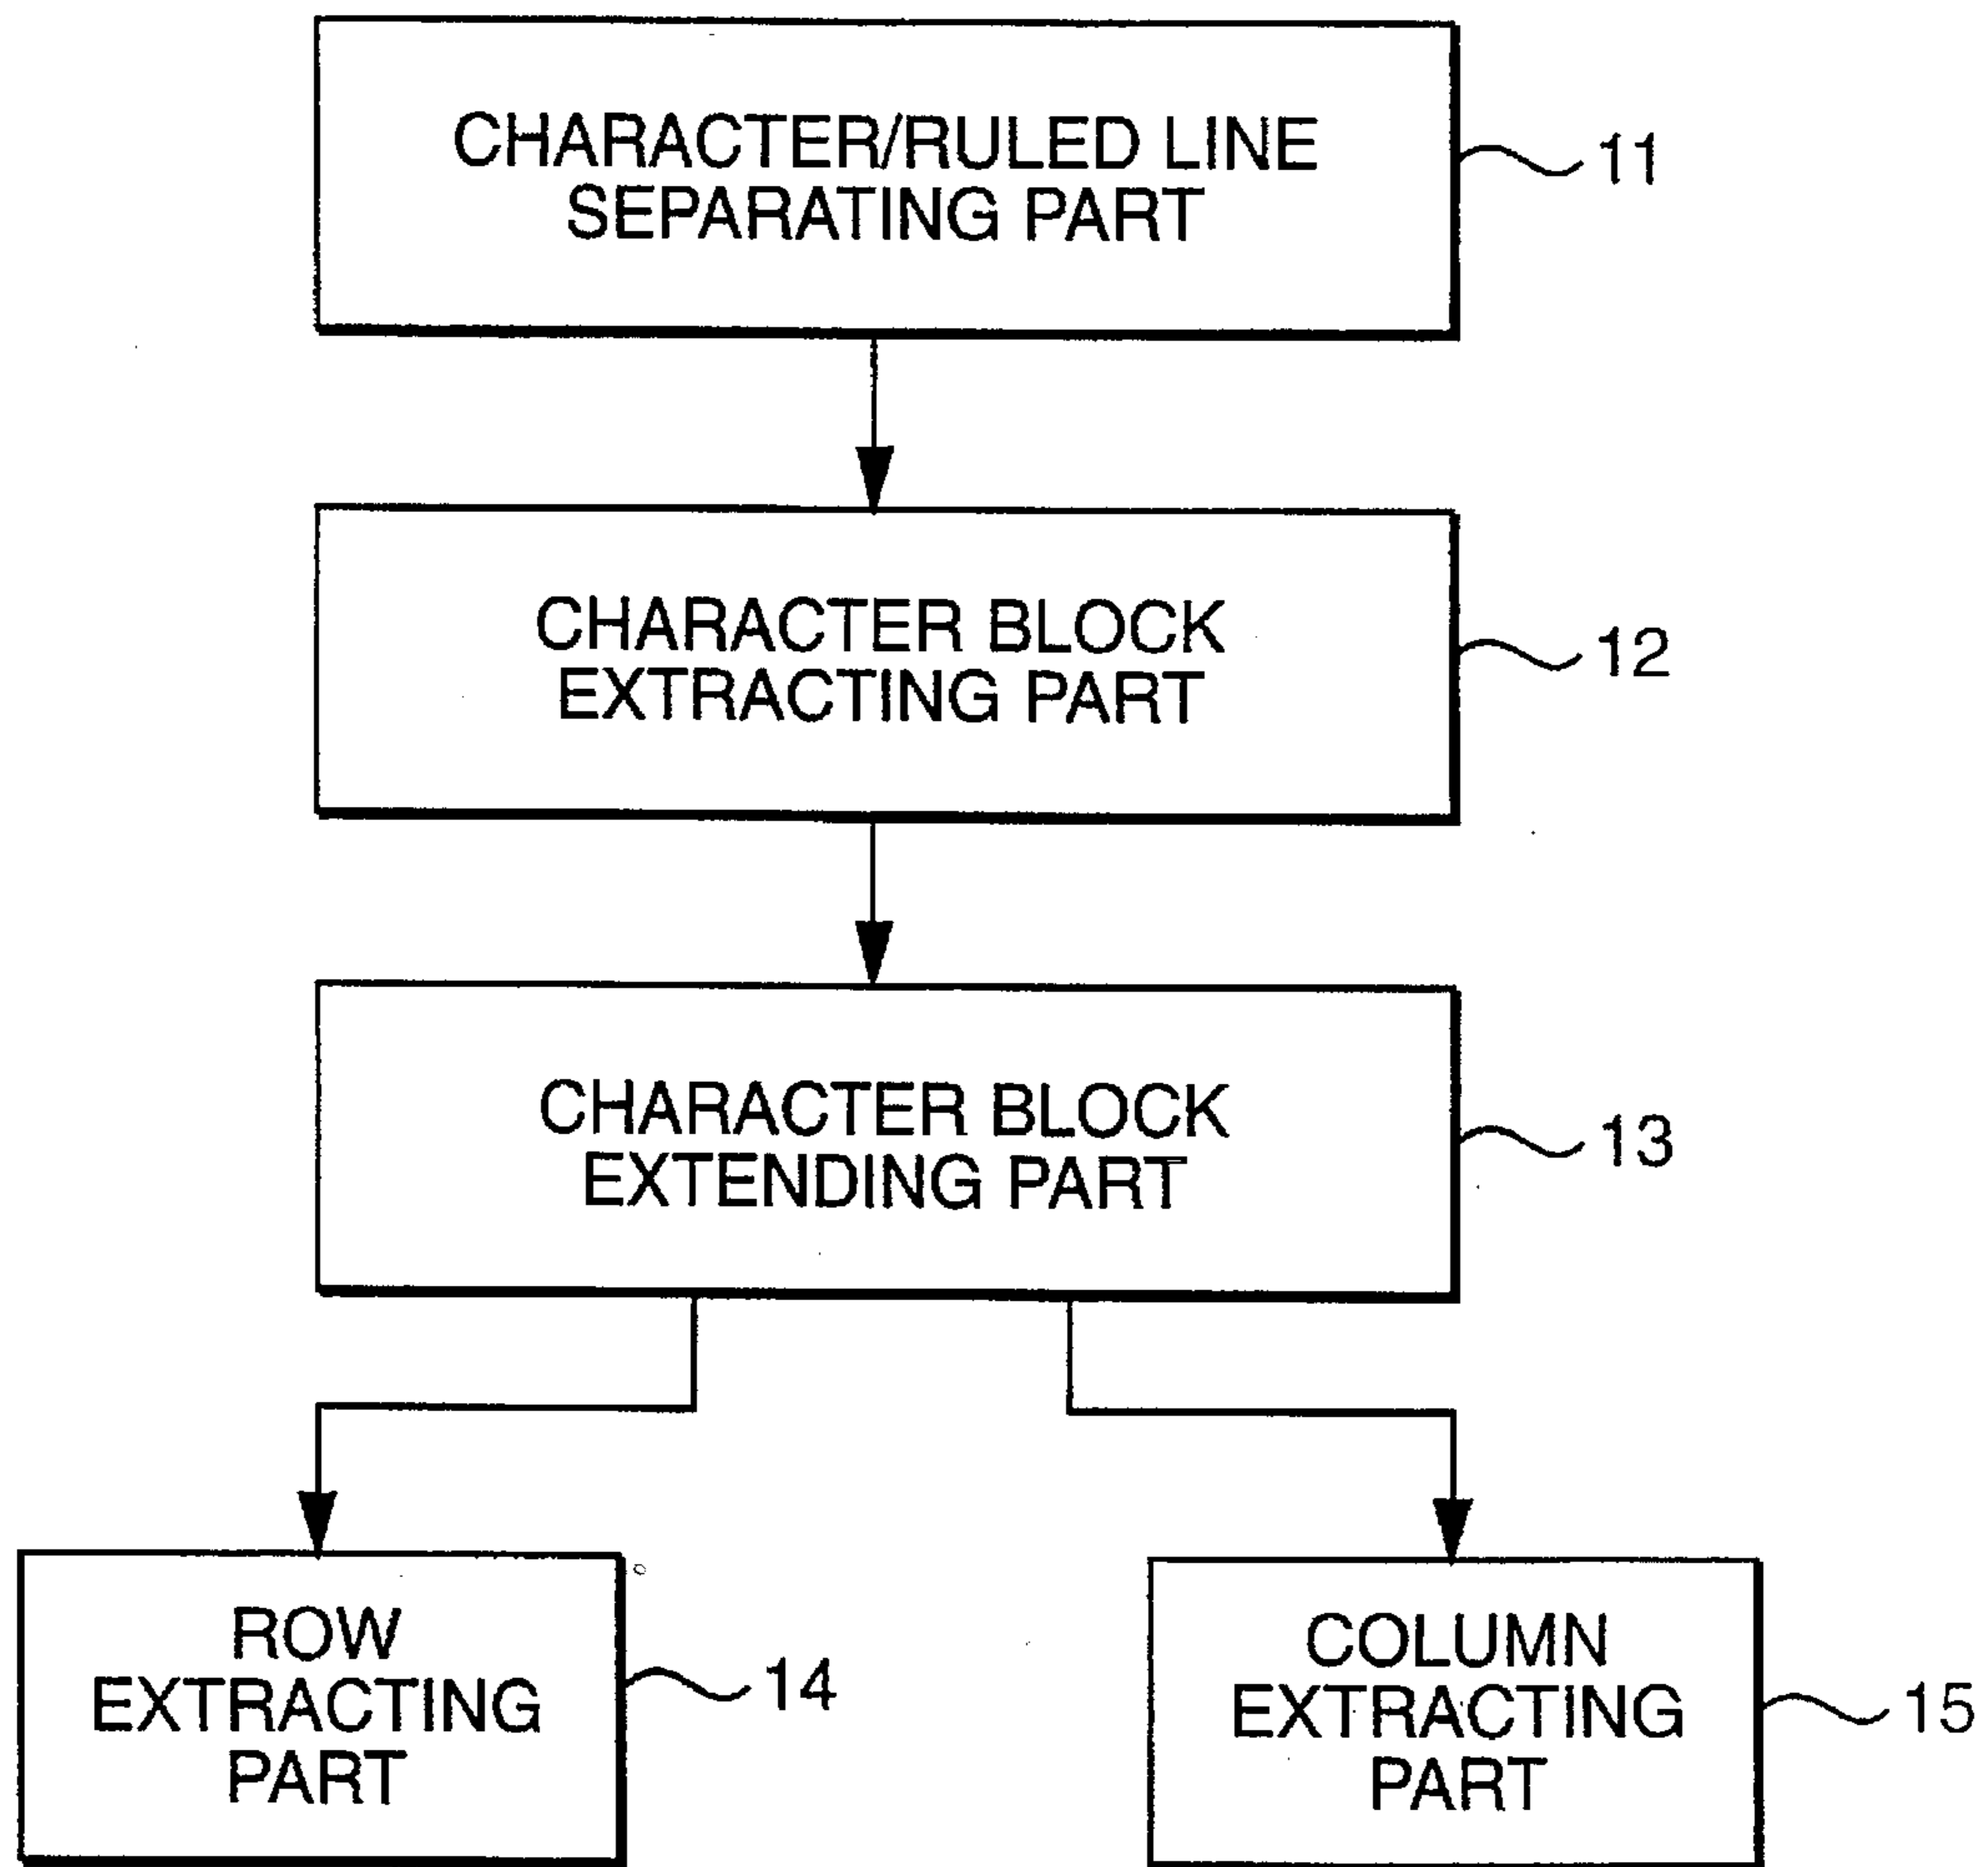 CHARACTER/RULED LINE
SEPARATING PART
11
CHARACTER BLOCK
EXTRACTING PART
12
CHARACTER BLOCK
EXTENDING PART
13
ROW
EXTRACTING
PART
14
COLUMN
EXTRACTING
PART
15